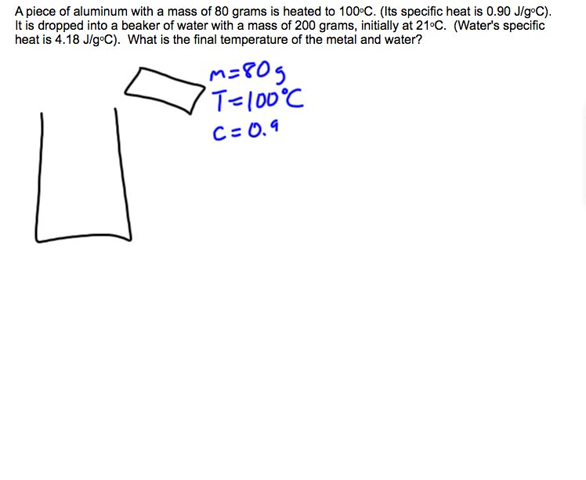 A piece of aluminum with a mass of 80 grams is heated to 100◦C. (Its specific heat is 0.90 J/g◦C).
It is dropped into a beaker of water with a mass of 200 grams, initially at 21◦C. (Water's specific
heat is 4.18 J/g◦C). What is the final temperature of the metal and water?
m=80g
T=100°C
C=0.9